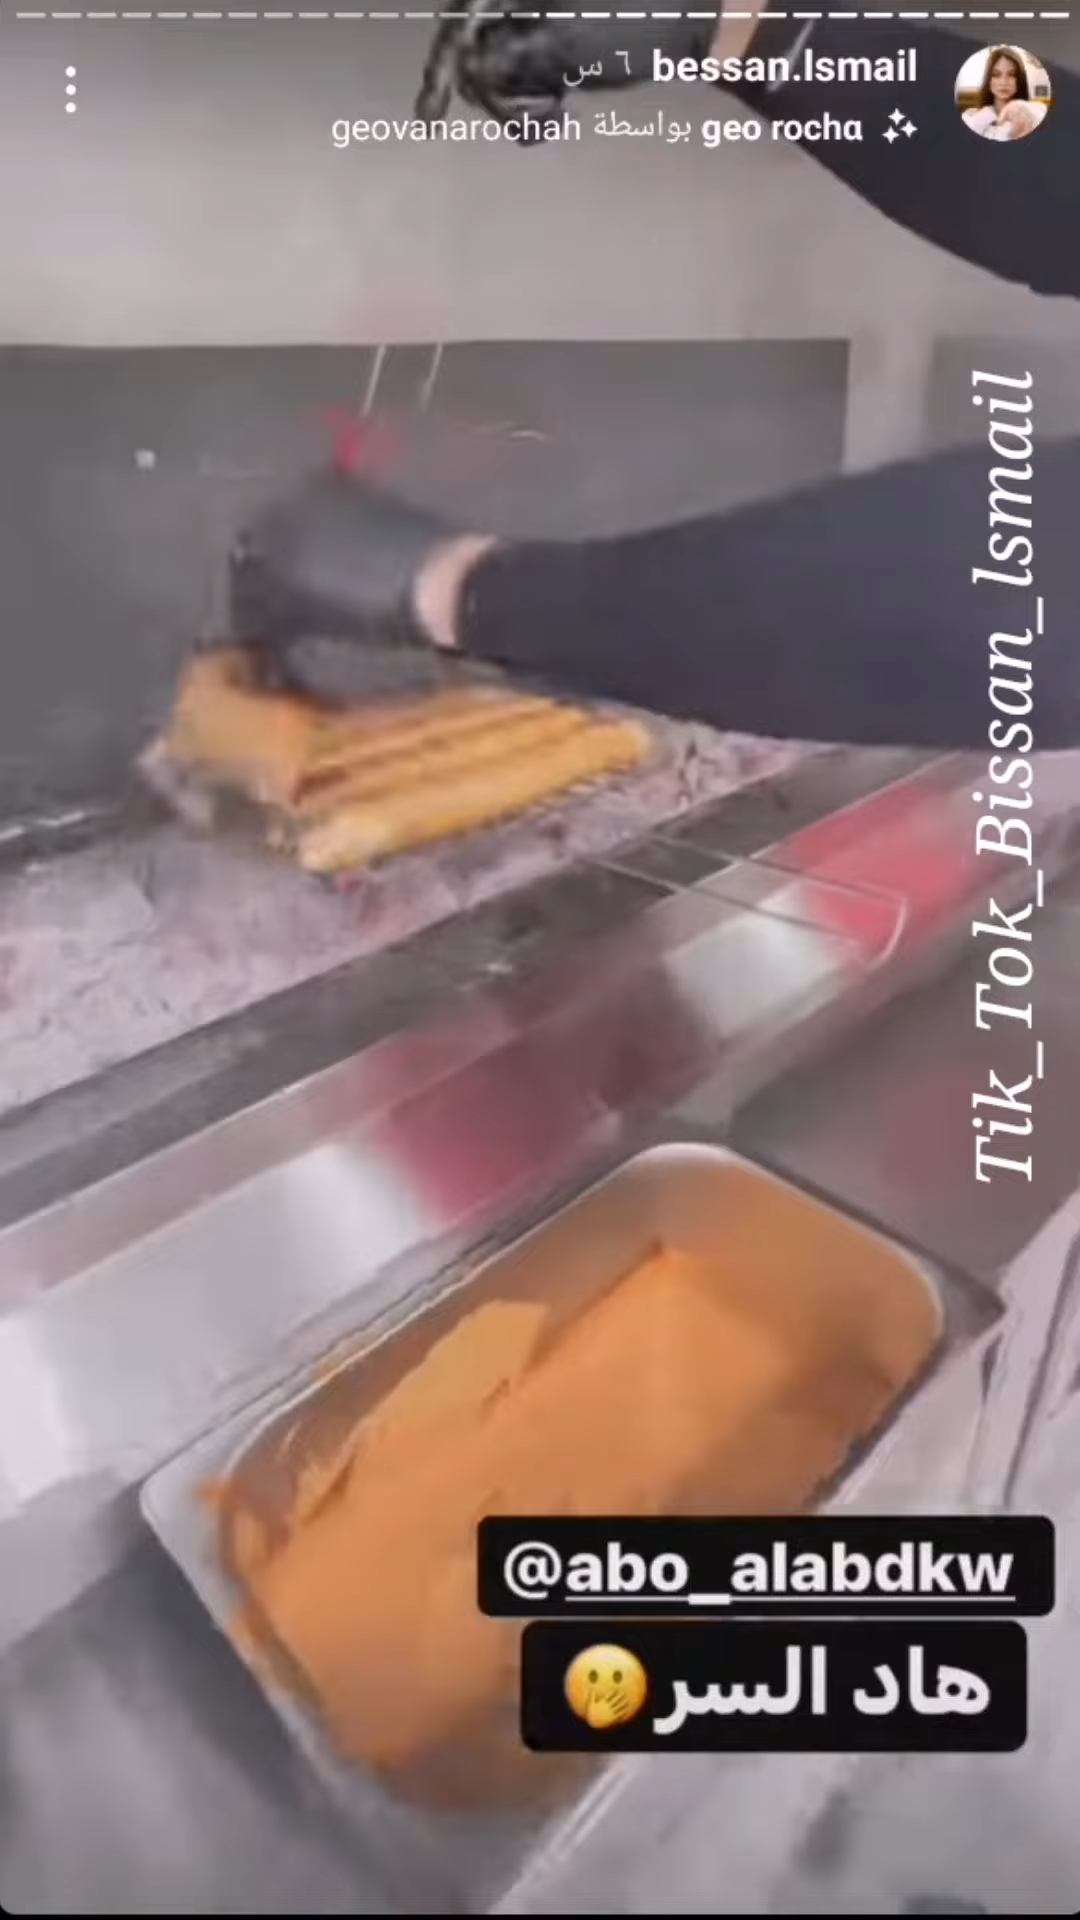 bessan.lsmail ٦ س
geo rocha بواسطة geovanarochah
Tik_Tok_Bissan_lsmail
@abo_alabdkw
هاد السر🤭